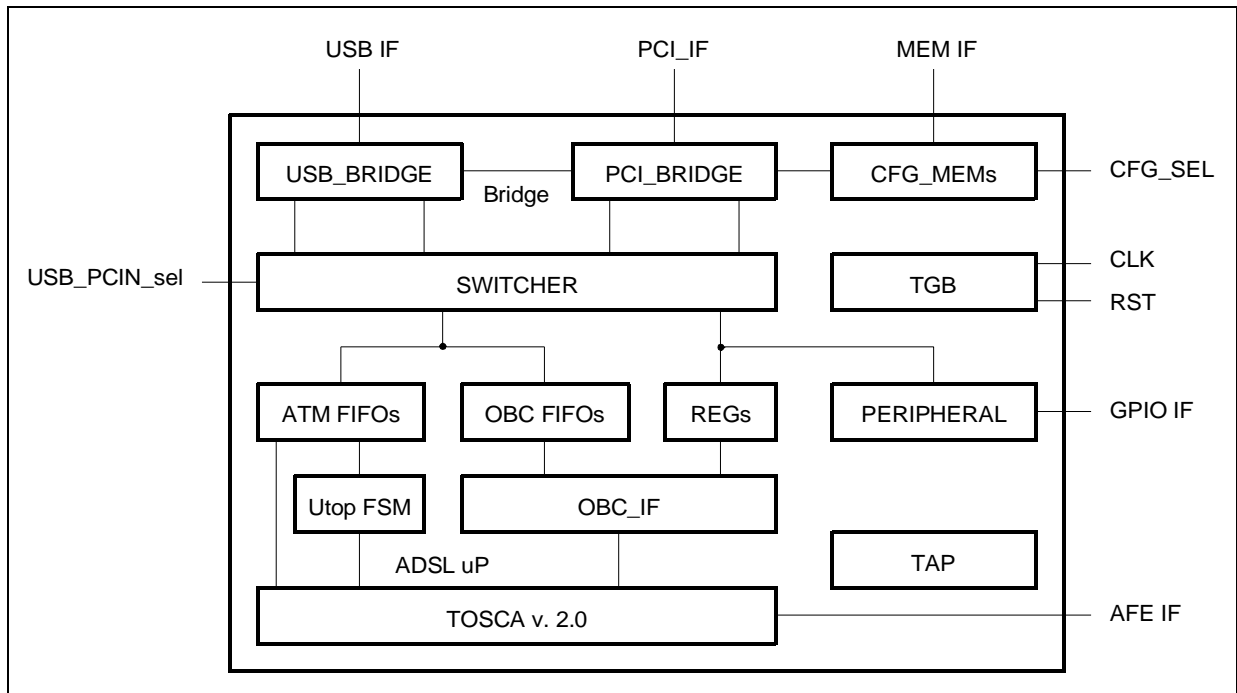 USB IF PCI_IF MEM IF
USB_BRIDGE PCI_BRIDGE CFG_MEMs CFG_SEL
Bridge
CLK
USB_PCIN_sel SWITCHER TGB
RST
ATM FIFOs OBC FIFOs REGs PERIPHERAL GPIO IF
Utop FSM OBC_IF
ADSL uP TAP
TOSCA v. 2.0 AFE IF